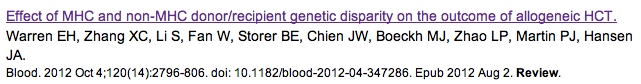 Effect of MHC and non-MHC donor/recipient genetic disparity on the outcome of allogeneic HCT.
Warren EH, Zhang XC, Li S, Fan W, Storer BE, Chien JW, Boeckh MJ, Zhao LP, Martin PJ, Hansen
JA.
Blood. 2012 Oct 4;120(14):2796-806. doi: 10.1182/blood-2012-04-347286. Epub 2012 Aug 2. Review.